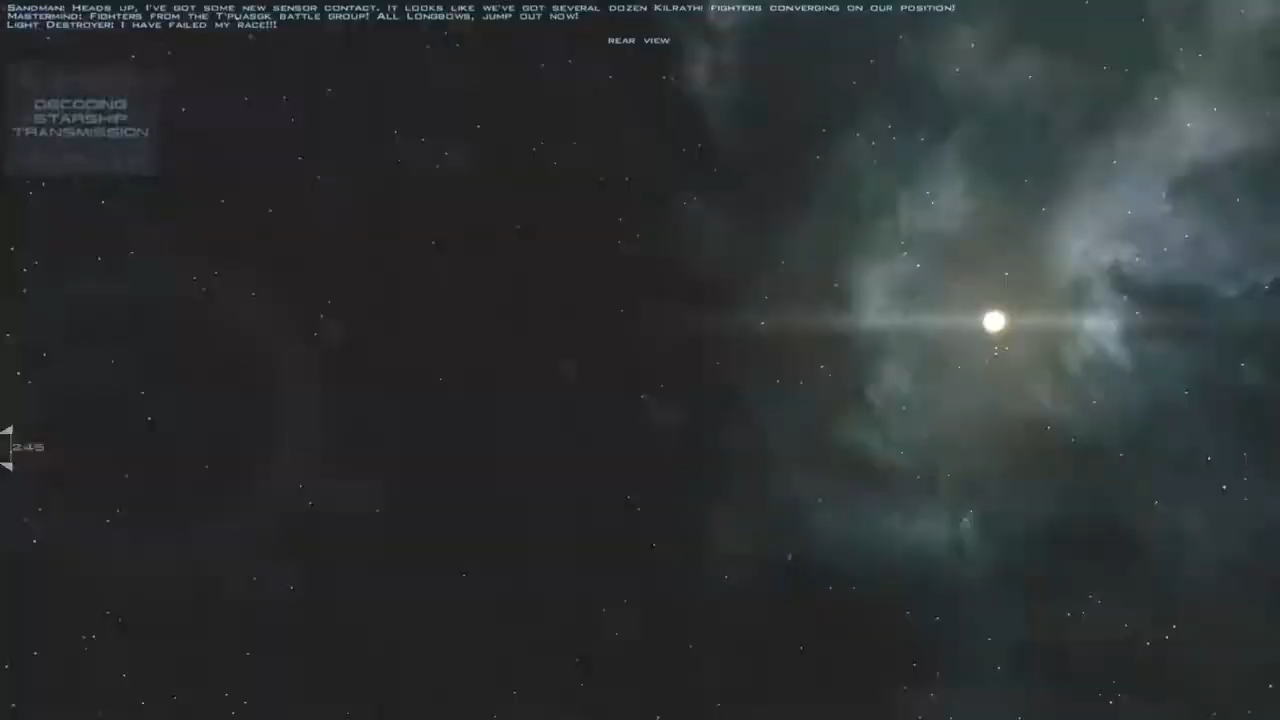 Sandman: Heads up, I've got some new sensor contact. It looks like we've got several dozen Kilrathi fighters converging on our position!
Mastermind: Fighters from the T'Puasgk battle group! All Longbows, jump out now!
Light Destroyer: I have failed my race!!!
REAR VIEW
DECODING
STARSHIP
TRANSMISSION
245